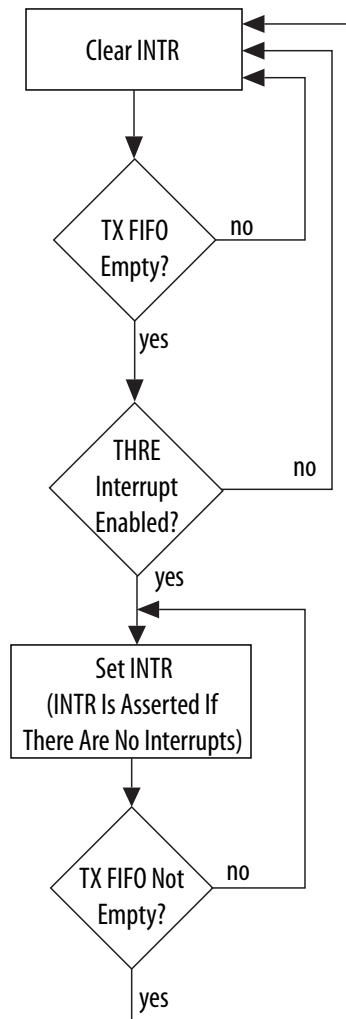 Clear INTR
TX FIFO
Empty?
no
yes
THRE
Interrupt
Enabled?
no
yes
Set INTR
(INTR Is Asserted If
There Are No Interrupts)
TX FIFO Not
Empty?
no
yes